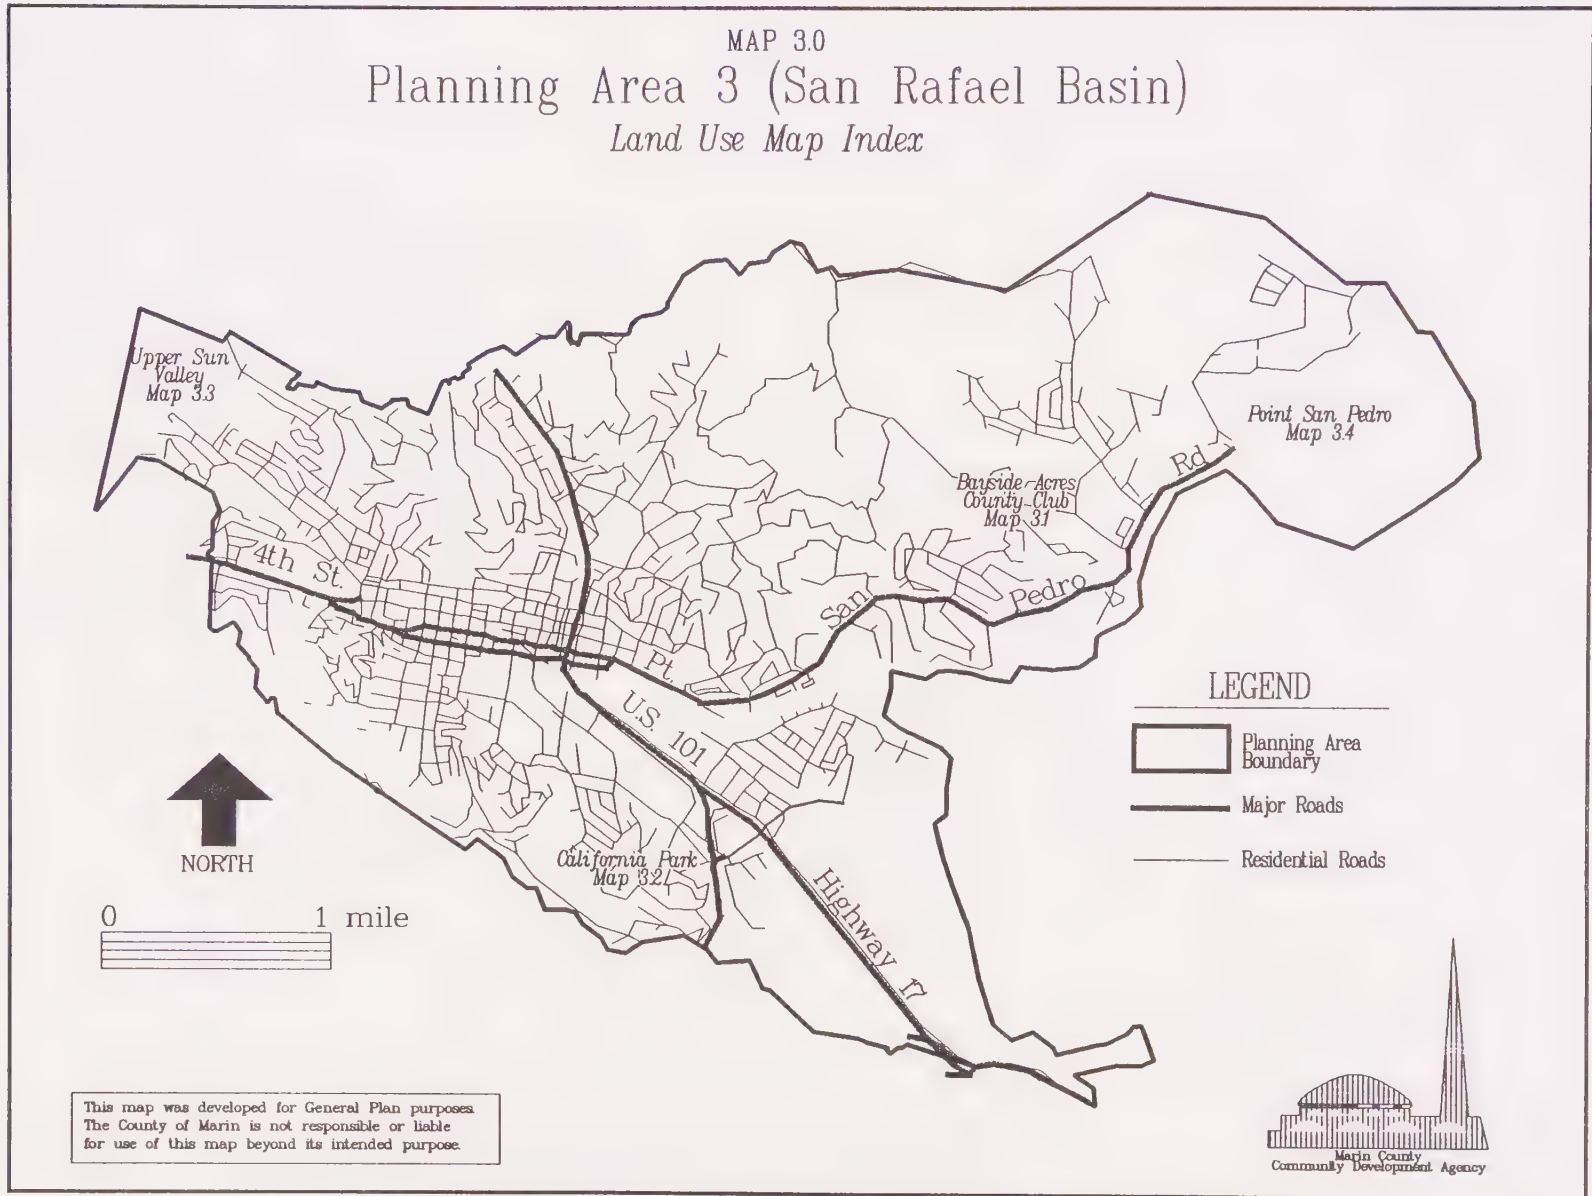 MAP 3.0
Planning Area 3 (San Rafael Basin)
Land Use Map Index
Upper Sun
Valley
Map 3.3
Point San Pedro
Map 3.4
Rd.
Bayside Acres
County Club
Map 3.1
4th St.
Pedro
San
Pt.
U.S. 101
California Park
Map 3.2
Highway 17
LEGEND
Planning Area
Boundary
Major Roads
Residential Roads
NORTH
0 1 mile
This map was developed for General Plan purposes.
The County of Marin is not responsible or liable
for use of this map beyond its intended purpose.
Marin County
Community Development Agency